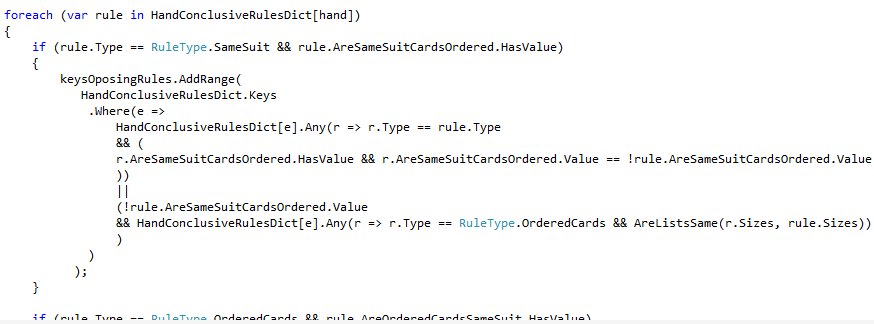 foreach (var rule in HandConclusiveRulesDict[hand])
{
if (rule.Type == RuleType.SameSuit && rule.AreSameSuitCardsOrdered.HasValue)
{
keysOposingRules.AddRange(
HandConclusiveRulesDict.Keys
.Where(e =>
HandConclusiveRulesDict[e].Any(r => r.Type == rule.Type
&& (
r.AreSameSuitCardsOrdered.HasValue && r.AreSameSuitCardsOrdered.Value == !rule.AreSameSuitCardsOrdered.Value
))
||
(!rule.AreSameSuitCardsOrdered.Value
&& HandConclusiveRulesDict[e].Any(r => r.Type == RuleType.OrderedCards && AreListsSame(r.Sizes, rule.Sizes))
)
)
);
}
if (rule.Type == RuleType.OrderedCards && rule.AreOrderedCardsSameSuit.HasValue)